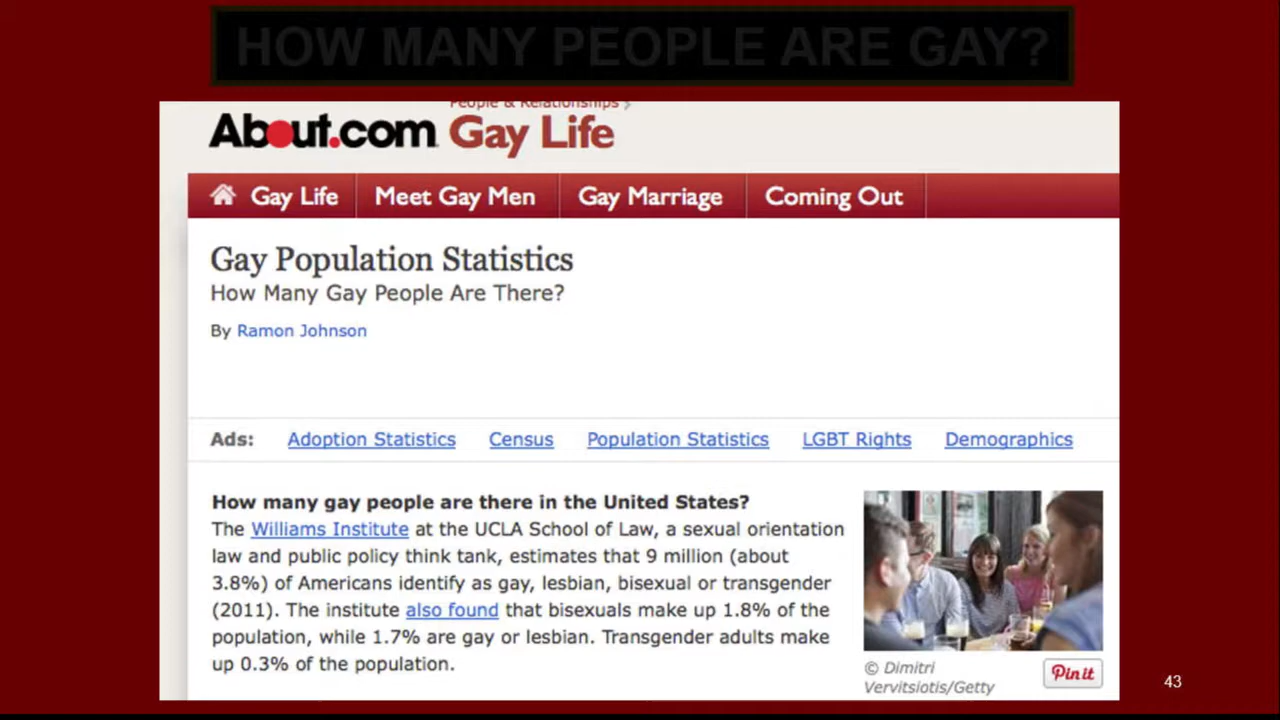 HOW MANY PEOPLE ARE GAY?
People & Relationships >
About.com Gay Life
Gay Life Meet Gay Men Gay Marriage Coming Out
Gay Population Statistics
How Many Gay People Are There?
By Ramon Johnson
Ads: Adoption Statistics Census Population Statistics LGBT Rights Demographics
How many gay people are there in the United States?
The Williams Institute at the UCLA School of Law, a sexual orientation
law and public policy think tank, estimates that 9 million (about
3.8%) of Americans identify as gay, lesbian, bisexual or transgender
(2011). The institute also found that bisexuals make up 1.8% of the
population, while 1.7% are gay or lesbian. Transgender adults make
up 0.3% of the population.
© Dimitri
Vervitsiotis/Getty
Pin it
43